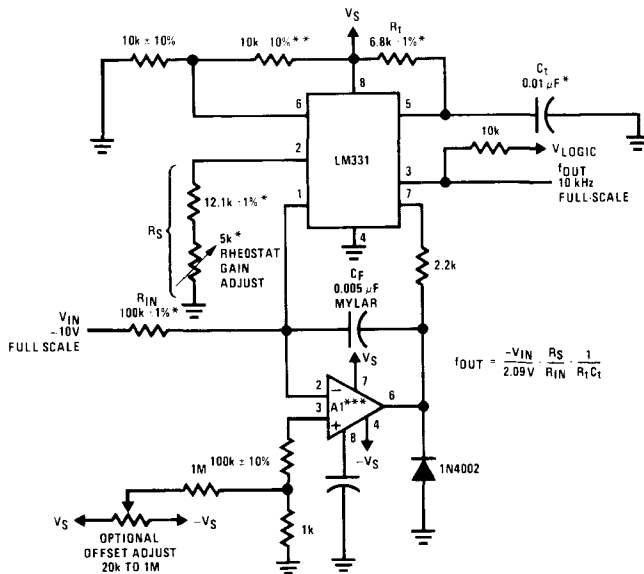 VS
10k ± 10%
10k · 10%**
Rt
6.8k · 1%*
Ct
0.01 μF*
8
6
5
LM331
10k
VLOGIC
2
3
fOUT
10 kHz
FULL-SCALE
1
7
4
RS
12.1k · 1%*
5k*
RHEOSTAT
GAIN
ADJUST
2.2k
CF
0.005 μF
MYLAR
VIN
–10V
FULL SCALE
RIN
100k · 1%*
VS
7
2
–
A1***
6
3
+
8
4
–VS
fOUT = –VIN/2.09V · RS/RIN · 1/RtCt
100k ± 10%
1M
1N4002
VS
–VS
1k
OPTIONAL
OFFSET ADJUST
20k TO 1M